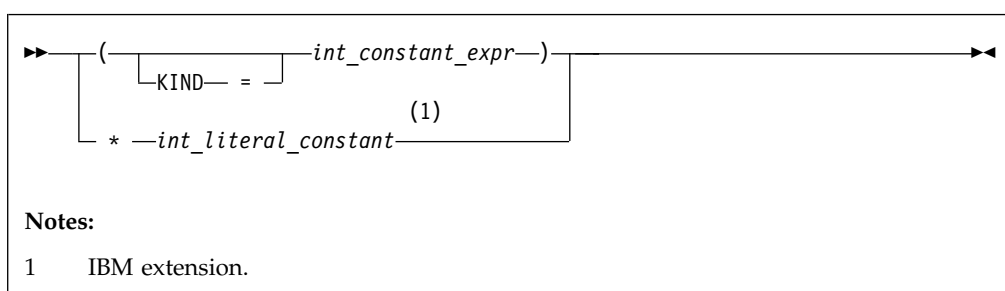 ( int_constant_expr )
KIND =
(1)
* int_literal_constant
Notes:
1 IBM extension.